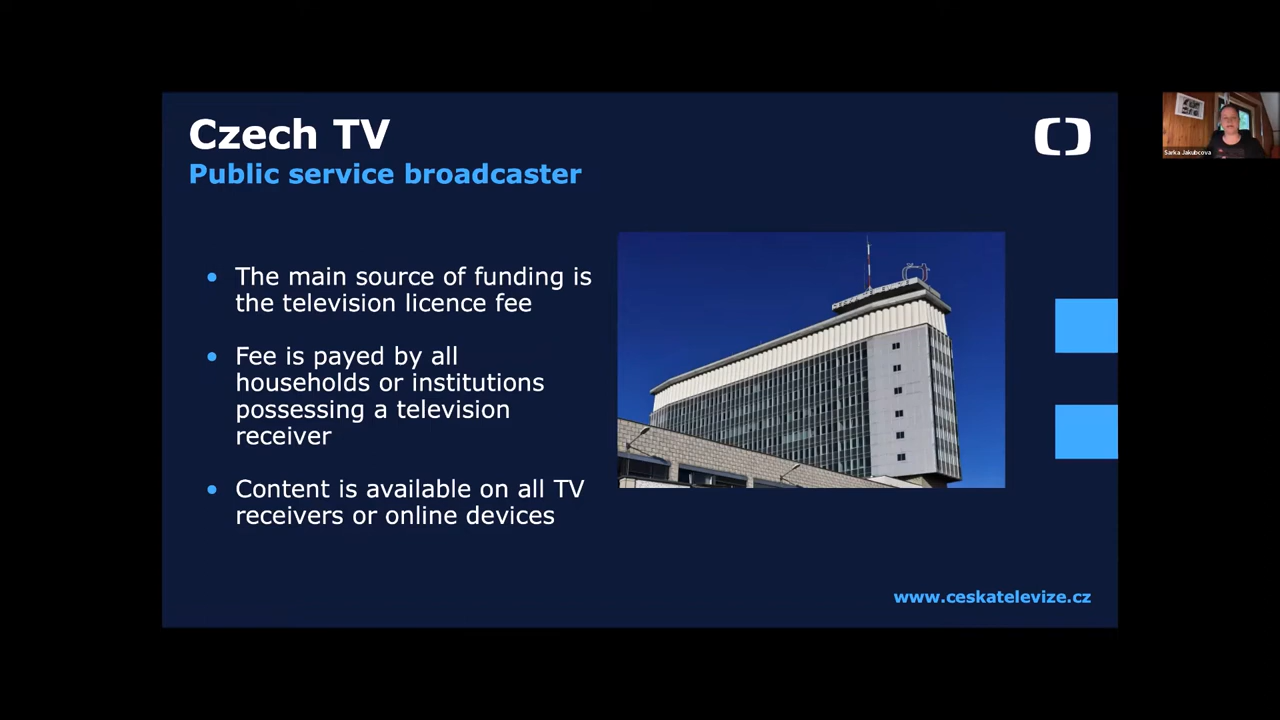 Czech TV
Public service broadcaster
The main source of funding is
the television licence fee
Fee is payed by all
households or institutions
possessing a television
receiver
Content is available on all TV
receivers or online devices
www.ceskatelevize.cz
Sarka Jakubcova